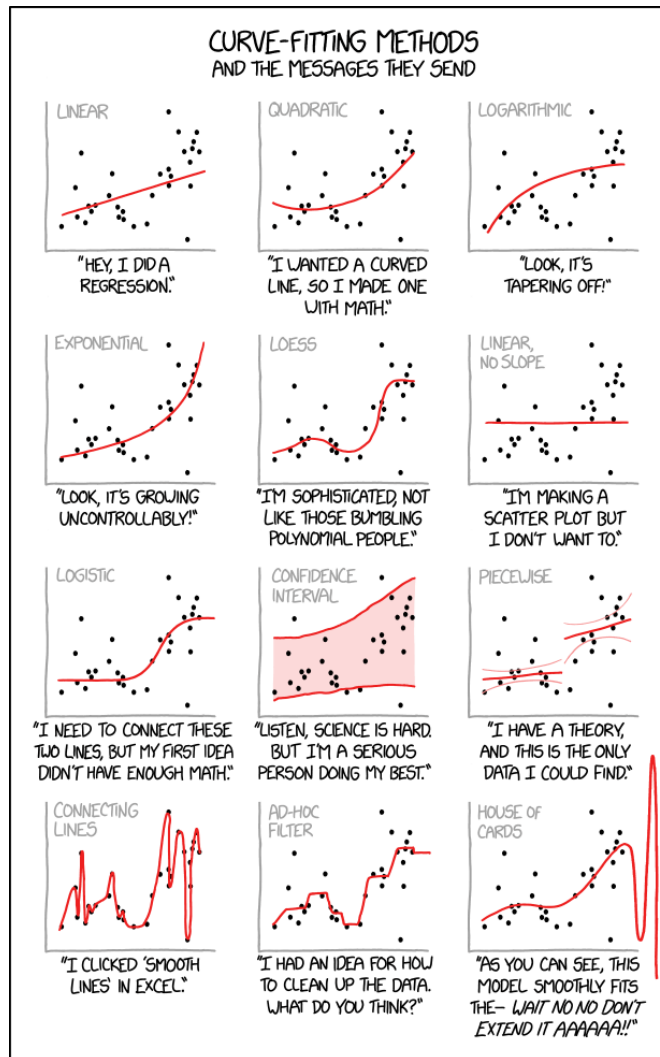 CURVE-FITTING METHODS
AND THE MESSAGES THEY SEND
LINEAR
"HEY, I DID A
REGRESSION."
QUADRATIC
"I WANTED A CURVED
LINE, SO I MADE ONE
WITH MATH."
LOGARITHMIC
"LOOK, IT'S
TAPERING OFF!"
EXPONENTIAL
"LOOK, IT'S GROWING
UNCONTROLLABLY!"
LOESS
"I'M SOPHISTICATED, NOT
LIKE THOSE BUMBLING
POLYNOMIAL PEOPLE."
LINEAR,
NO SLOPE
"I'M MAKING A
SCATTER PLOT BUT
I DON'T WANT TO."
LOGISTIC
"I NEED TO CONNECT THESE
TWO LINES, BUT MY FIRST IDEA
DIDN'T HAVE ENOUGH MATH."
CONFIDENCE
INTERVAL
"LISTEN, SCIENCE IS HARD.
BUT I'M A SERIOUS
PERSON DOING MY BEST."
PIECEWISE
"I HAVE A THEORY,
AND THIS IS THE ONLY
DATA I COULD FIND."
CONNECTING
LINES
"I CLICKED 'SMOOTH
LINES' IN EXCEL."
AD-HOC
FILTER
"I HAD AN IDEA FOR HOW
TO CLEAN UP THE DATA.
WHAT DO YOU THINK?"
HOUSE OF
CARDS
"AS YOU CAN SEE, THIS
MODEL SMOOTHLY FITS
THE- WAIT NO NO DON'T
EXTEND IT AAAAAA!!"